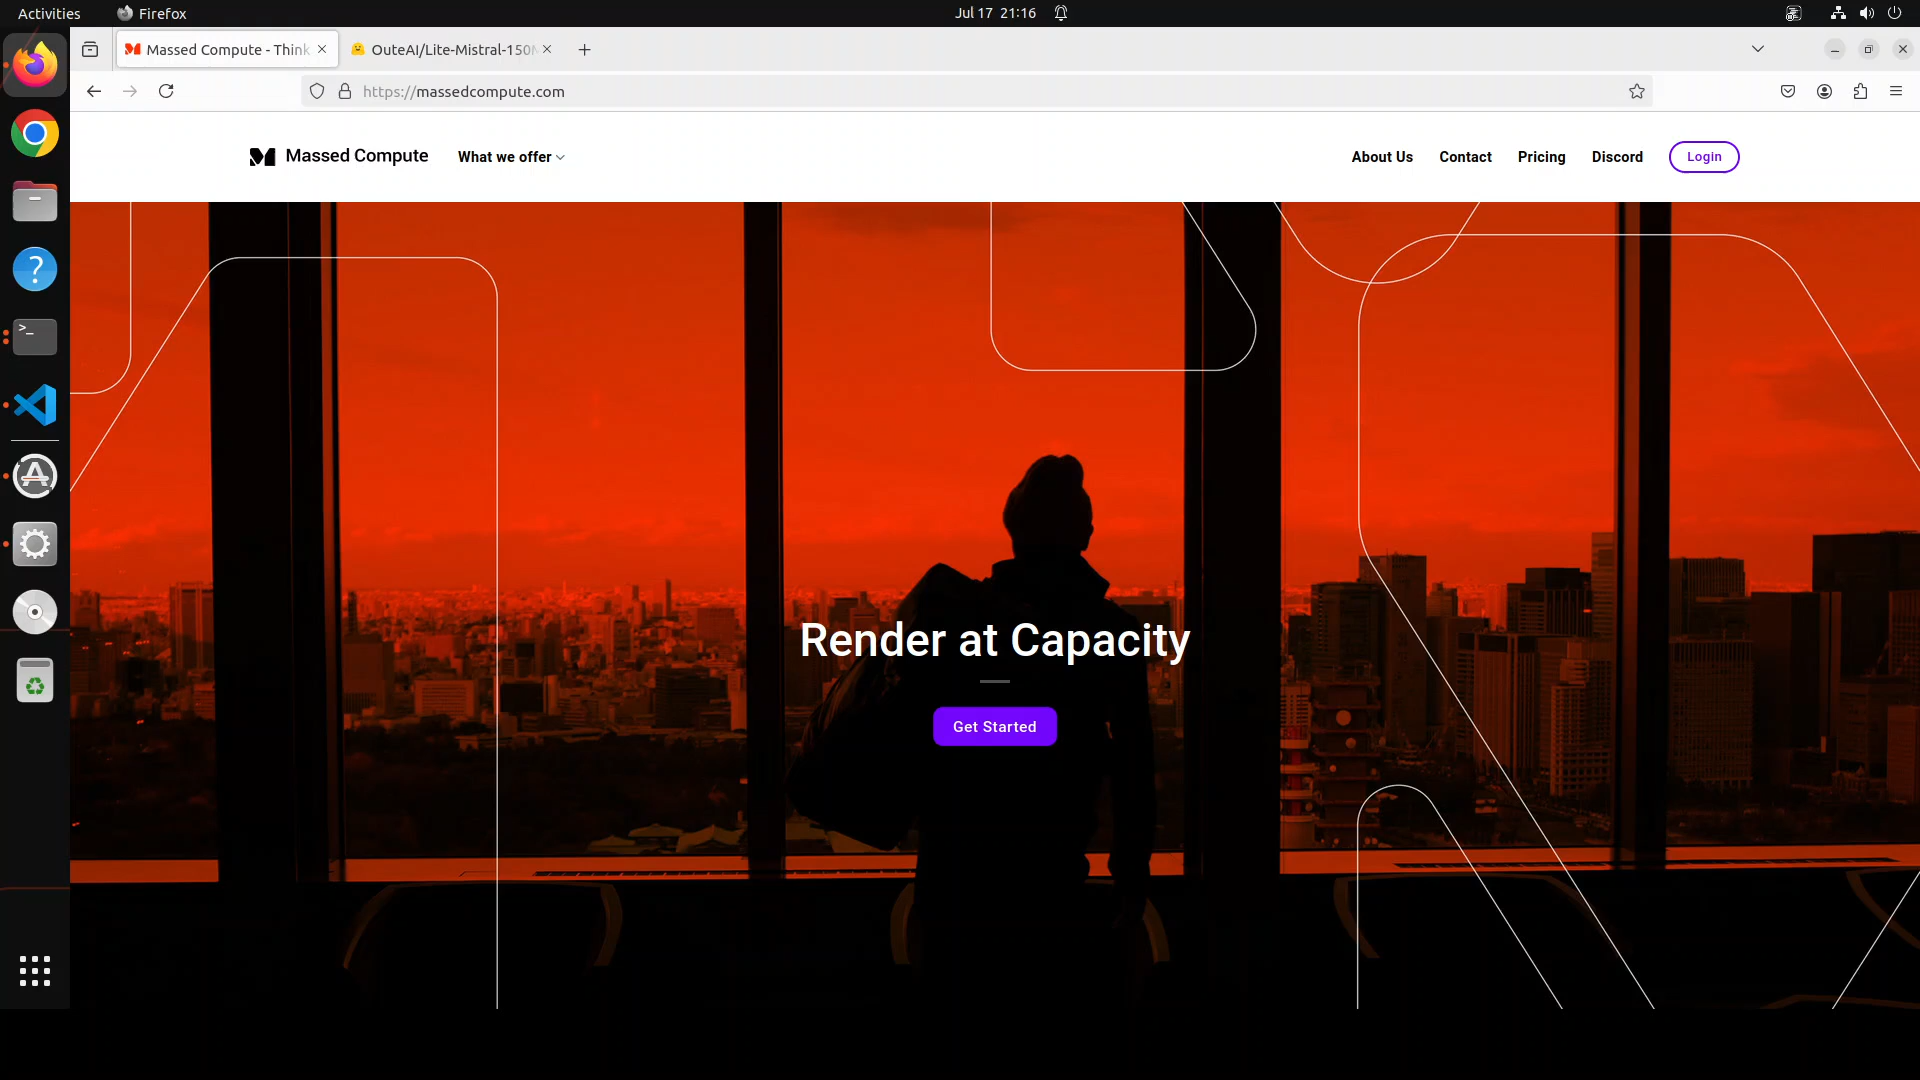 Activities
Firefox
Jul 17 21:16
Massed Compute - Think
OuteAI/Lite-Mistral-150
https://massedcompute.com
Massed Compute
What we offer
About Us
Contact
Pricing
Discord
Login
Render at Capacity
Get Started